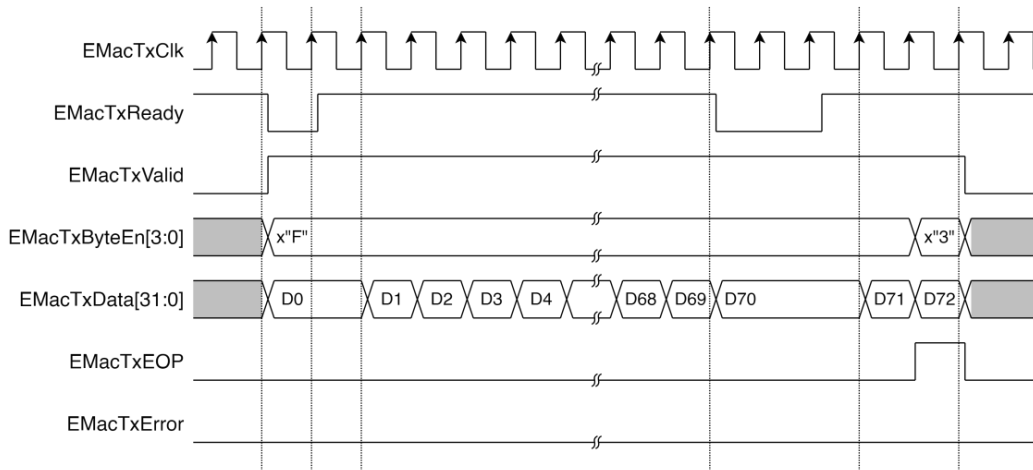 EMacTxClk
EMacTxReady
EMacTxValid
EMacTxByteEn[3:0] x"F" x"3"
EMacTxData[31:0] D0 D1 D2 D3 D4 D68 D69 D70 D71 D72
EMacTxEOP
EMacTxError